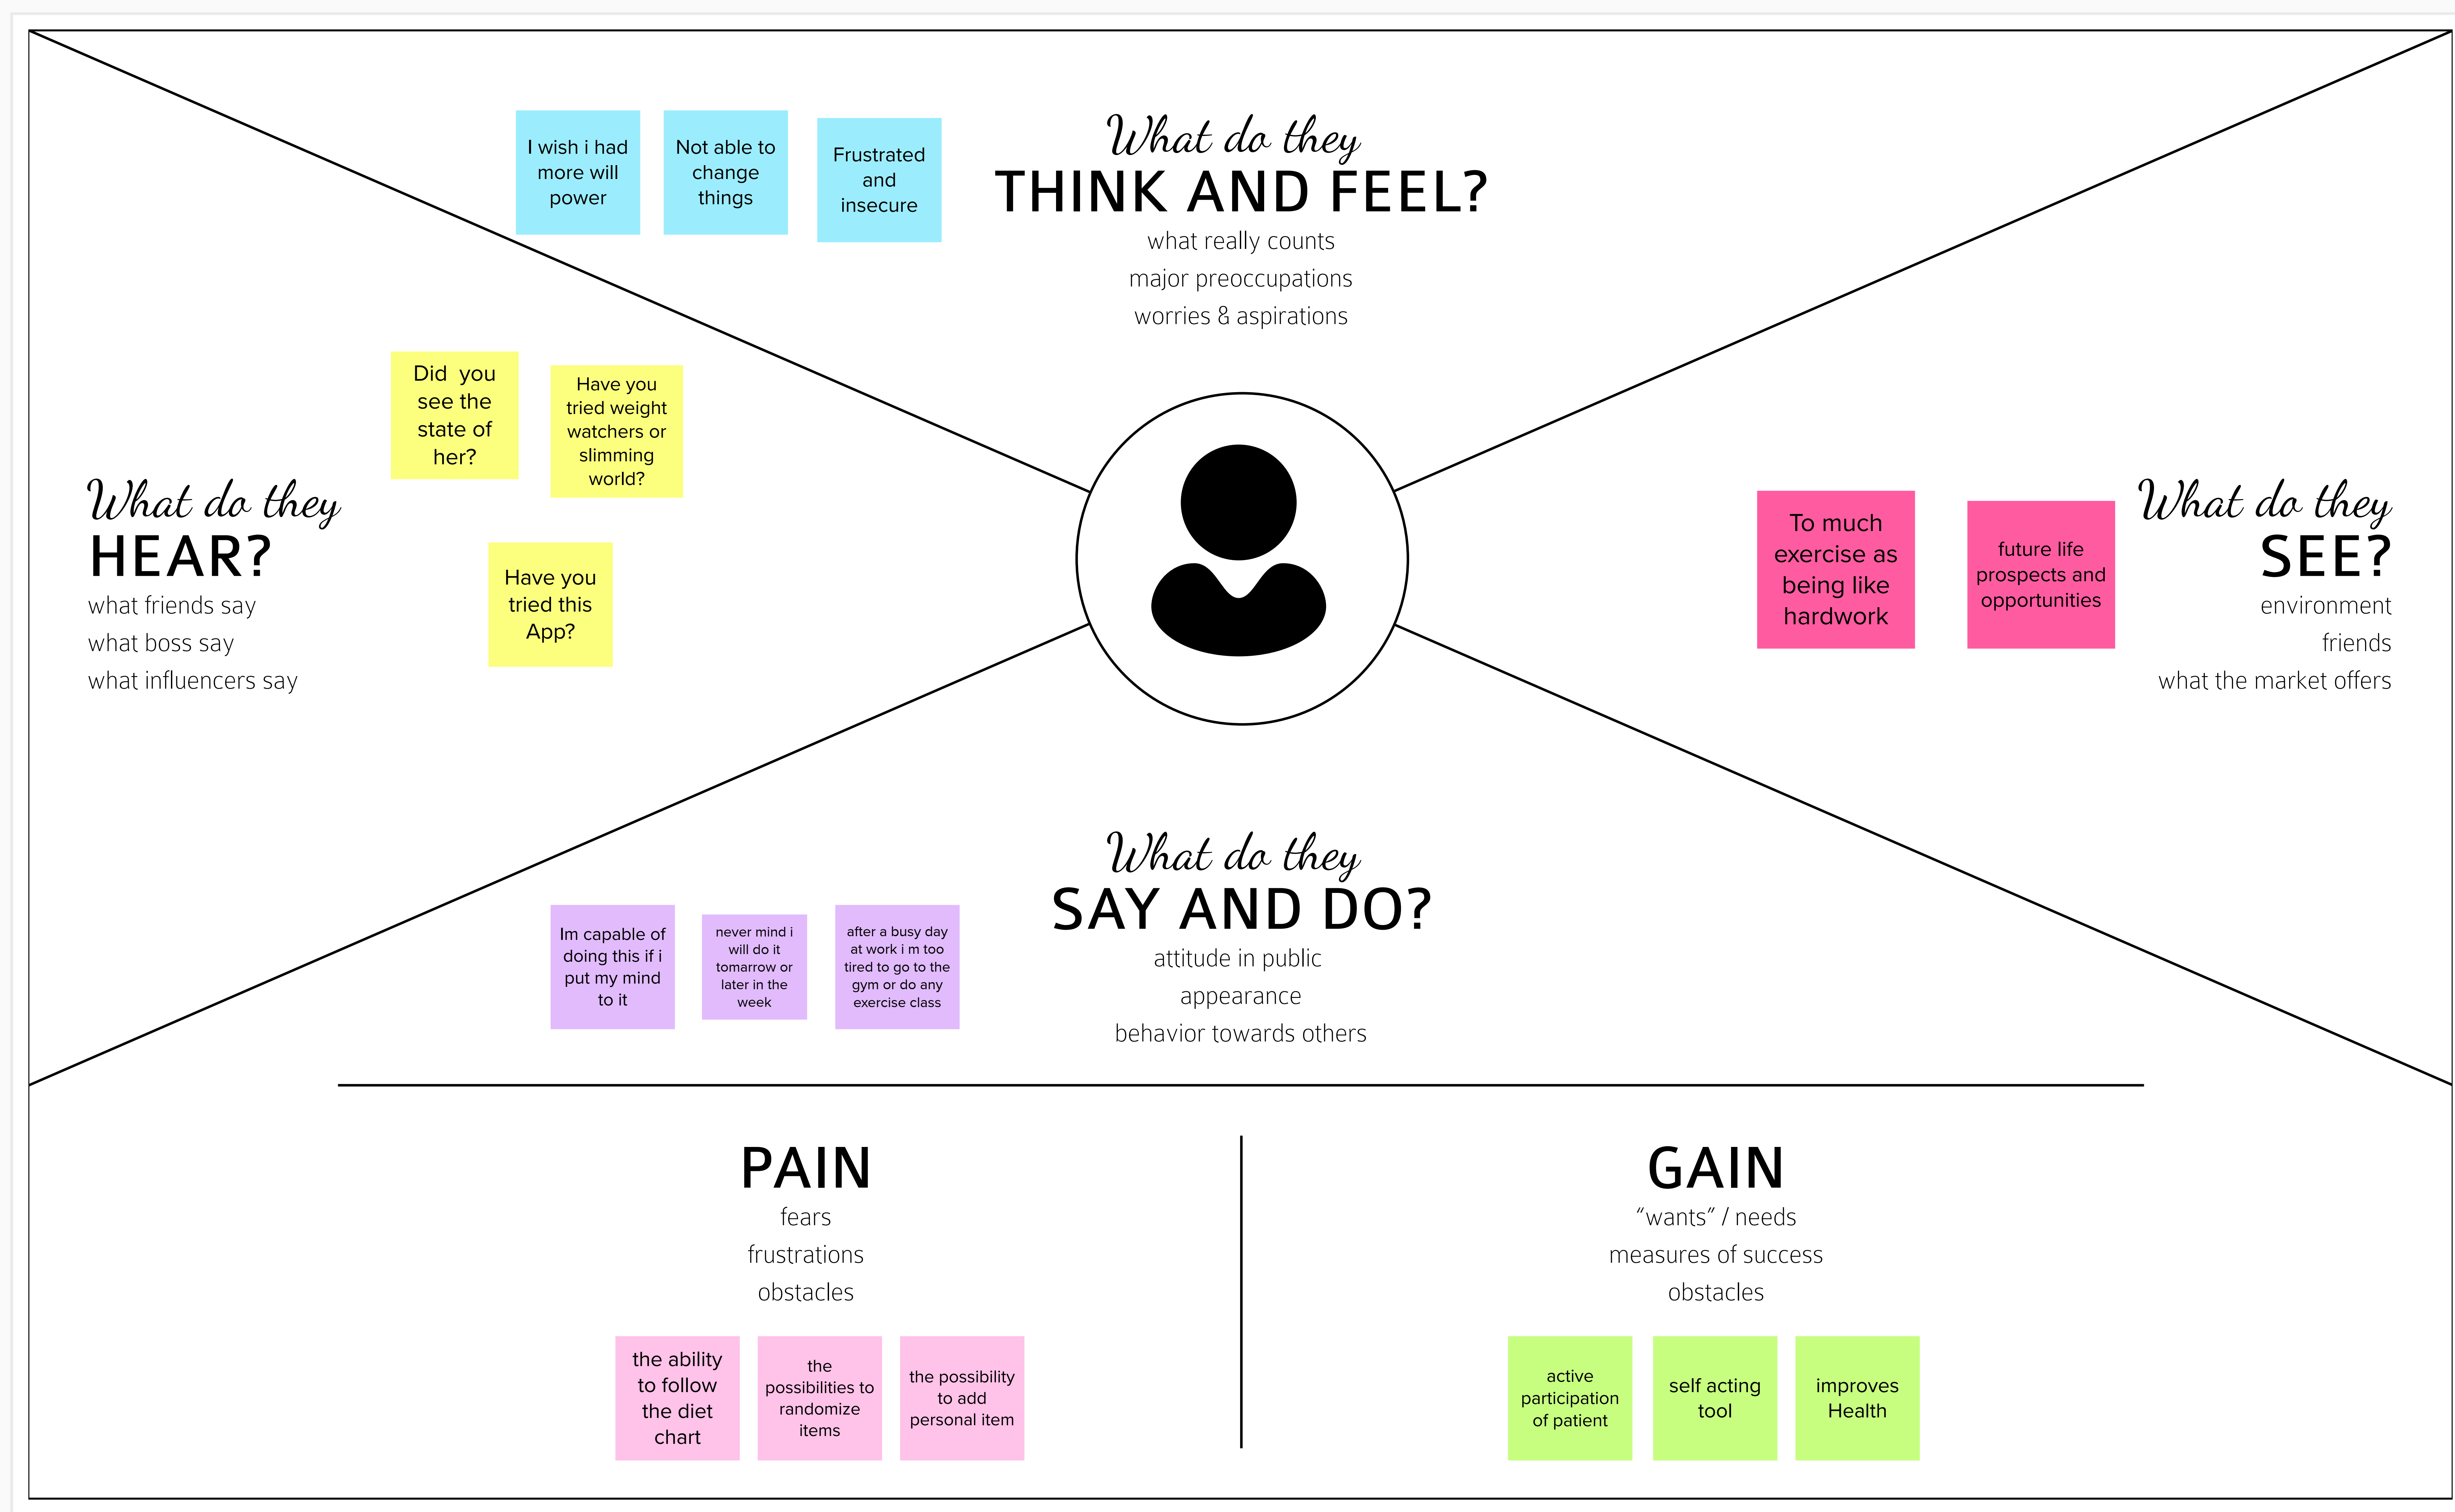 I wish i had
more will
power
Not able to
change
things
Frustrated
and
insecure
What do they
THINK AND FEEL?
what really counts
major preoccupations
worries & aspirations
Did  you
see the
state of
her?
Have you
tried weight
watchers or
slimming
world?
Have you
tried this
App?
What do they
HEAR?
what friends say
what boss say
what influencers say
To much
exercise as
being like
hardwork
future life
prospects and
opportunities
What do they
SEE?
environment
friends
what the market offers
What do they
SAY AND DO?
attitude in public
appearance
behavior towards others
Im capable of
doing this if i
put my mind
to it
never mind i
will do it
tomarrow or
later in the
week
after a busy day
at work i m too
tired to go to the
gym or do any
exercise class
PAIN
fears
frustrations
obstacles
the ability
to follow
the diet
chart
the
possibilities to
randomize
items
the possibility
to add
personal item
GAIN
“wants” / needs
measures of success
obstacles
active
participation
of patient
self acting
tool
improves
Health